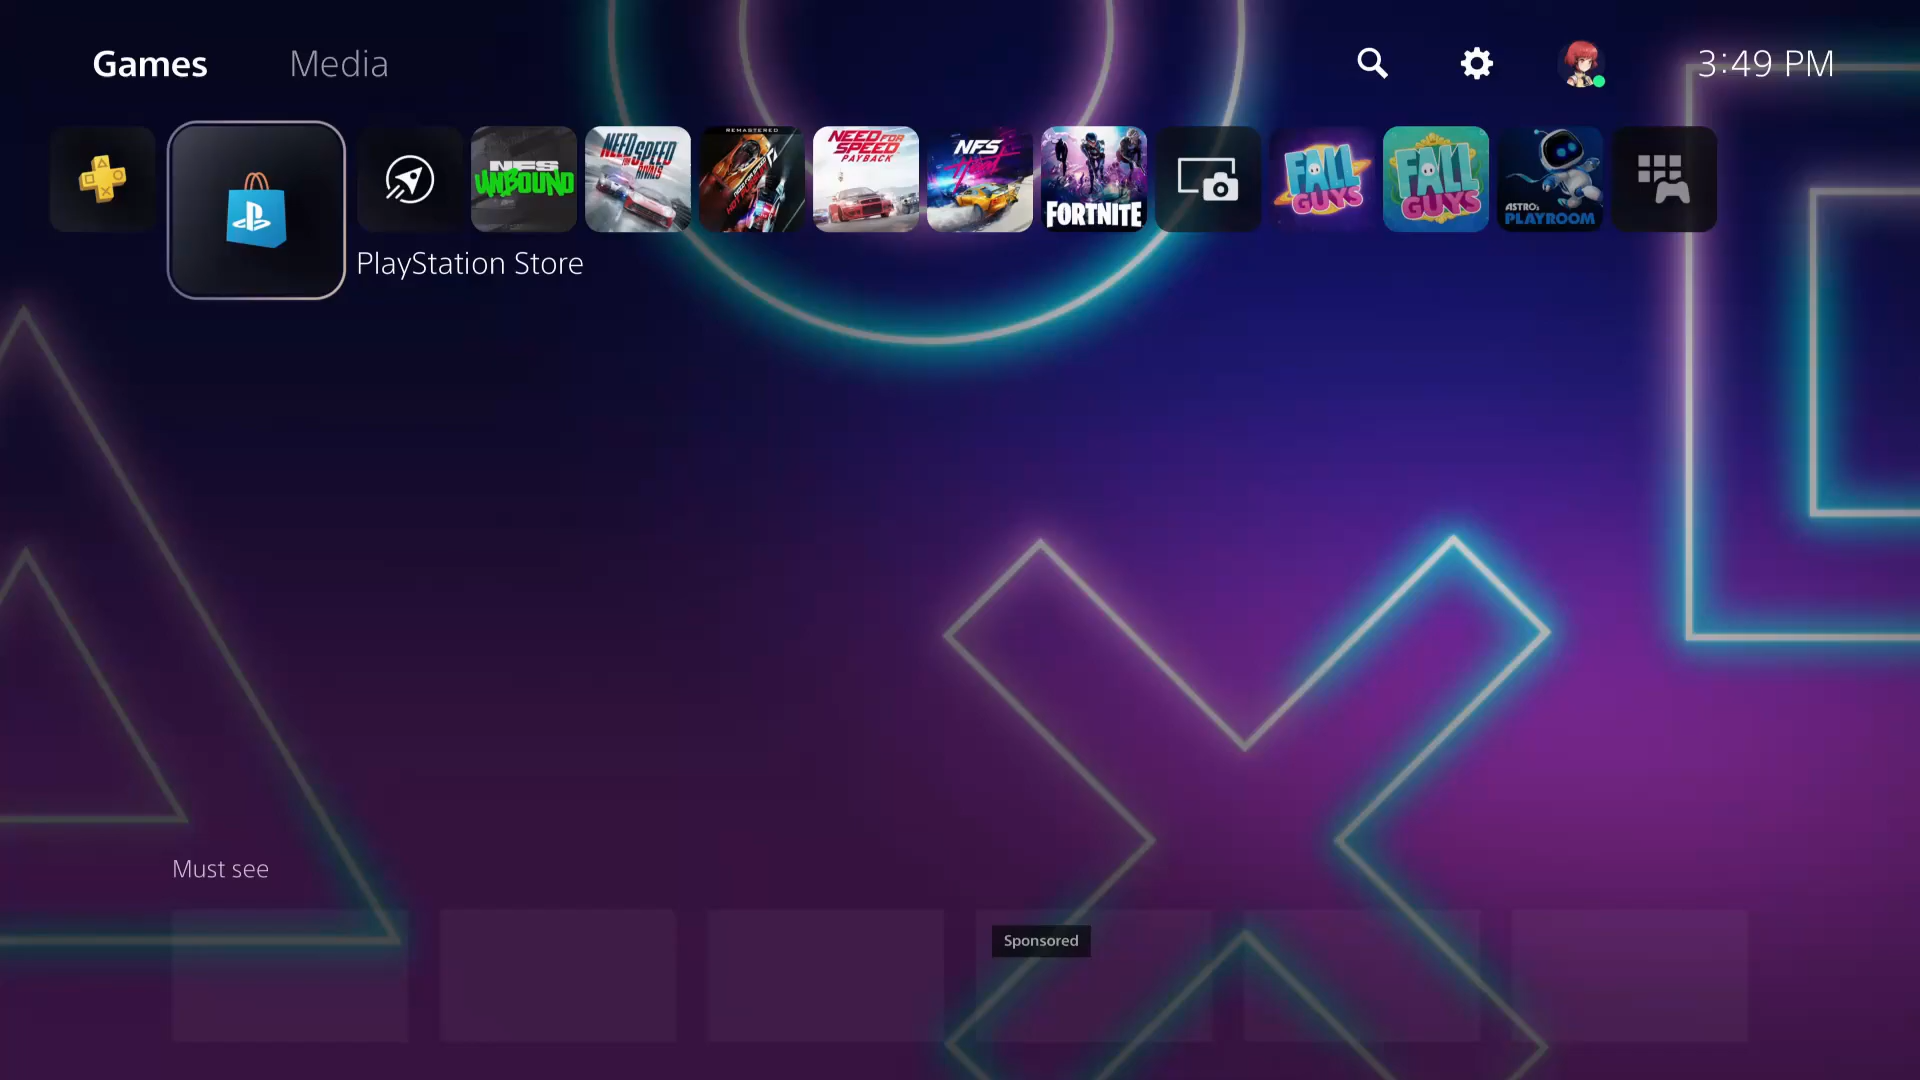 Games
Media
3:49 PM
NFS
UNBOUND
NEED FOR SPEED
RIVALS
REMASTERED
NEED FOR
SPEED
PAYBACK
NFS
Heat
FORTNITE
FALL
GUYS
FALL
GUYS
ASTRO's
PLAYROOM
PlayStation Store
Must see
Sponsored